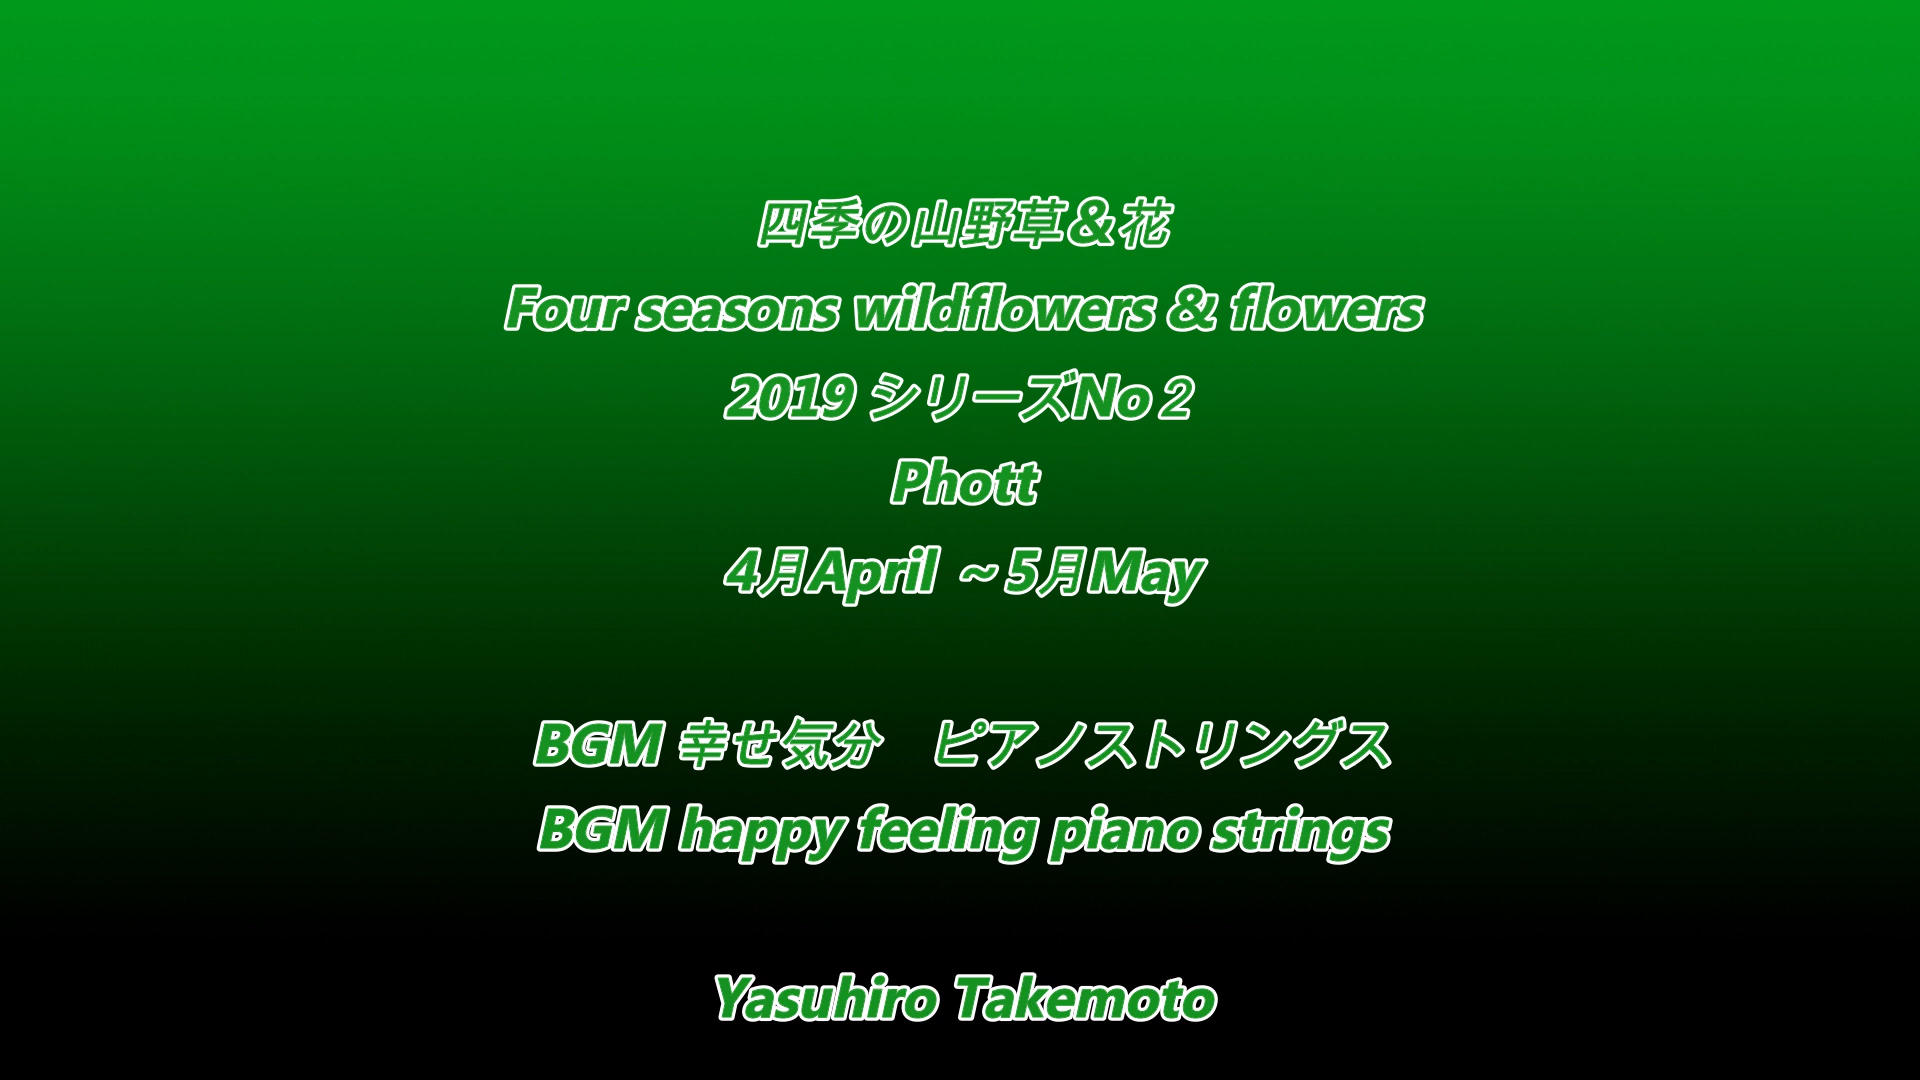 四季の山野草＆花
Four seasons wildflowers & flowers
2019 シリーズNo２
Phott
4月April ～5月May
BGM 幸せ気分　ピアノストリングス
BGM happy feeling piano strings
Yasuhiro Takemoto